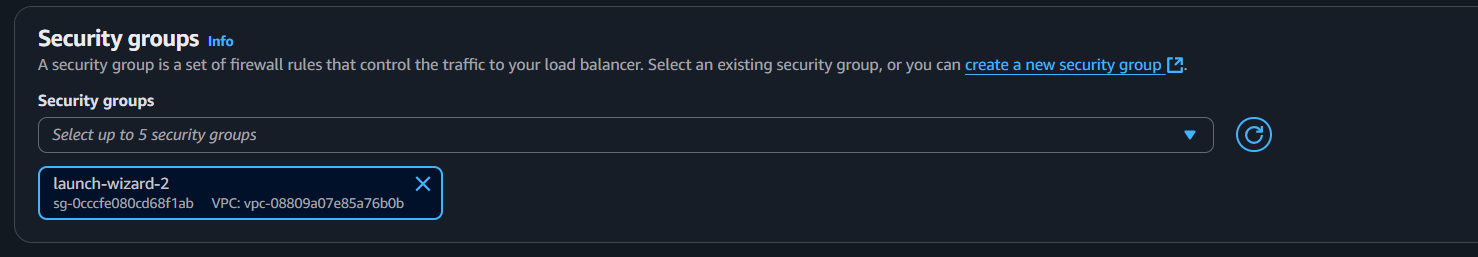 Security groups Info
A security group is a set of firewall rules that control the traffic to your load balancer. Select an existing security group, or you can create a new security group.
Security groups
Select up to 5 security groups
launch-wizard-2
sg-0cccfe080cd68f1ab VPC: vpc-08809a07e85a76b0b